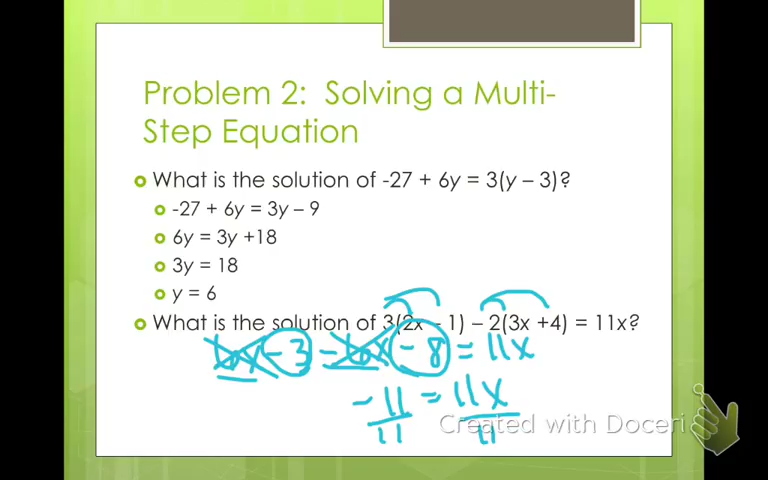 Problem 2: Solving a Multi-
Step Equation
What is the solution of -27 + 6y = 3(y – 3)?
-27 + 6y = 3y – 9
6y = 3y +18
3y = 18
y = 6
What is the solution of 3(2x – 1) – 2(3x +4) = 11x?
6x - 3 - 6x - 8 = 11x
-11 = 11x
11 11
Created with Doceri